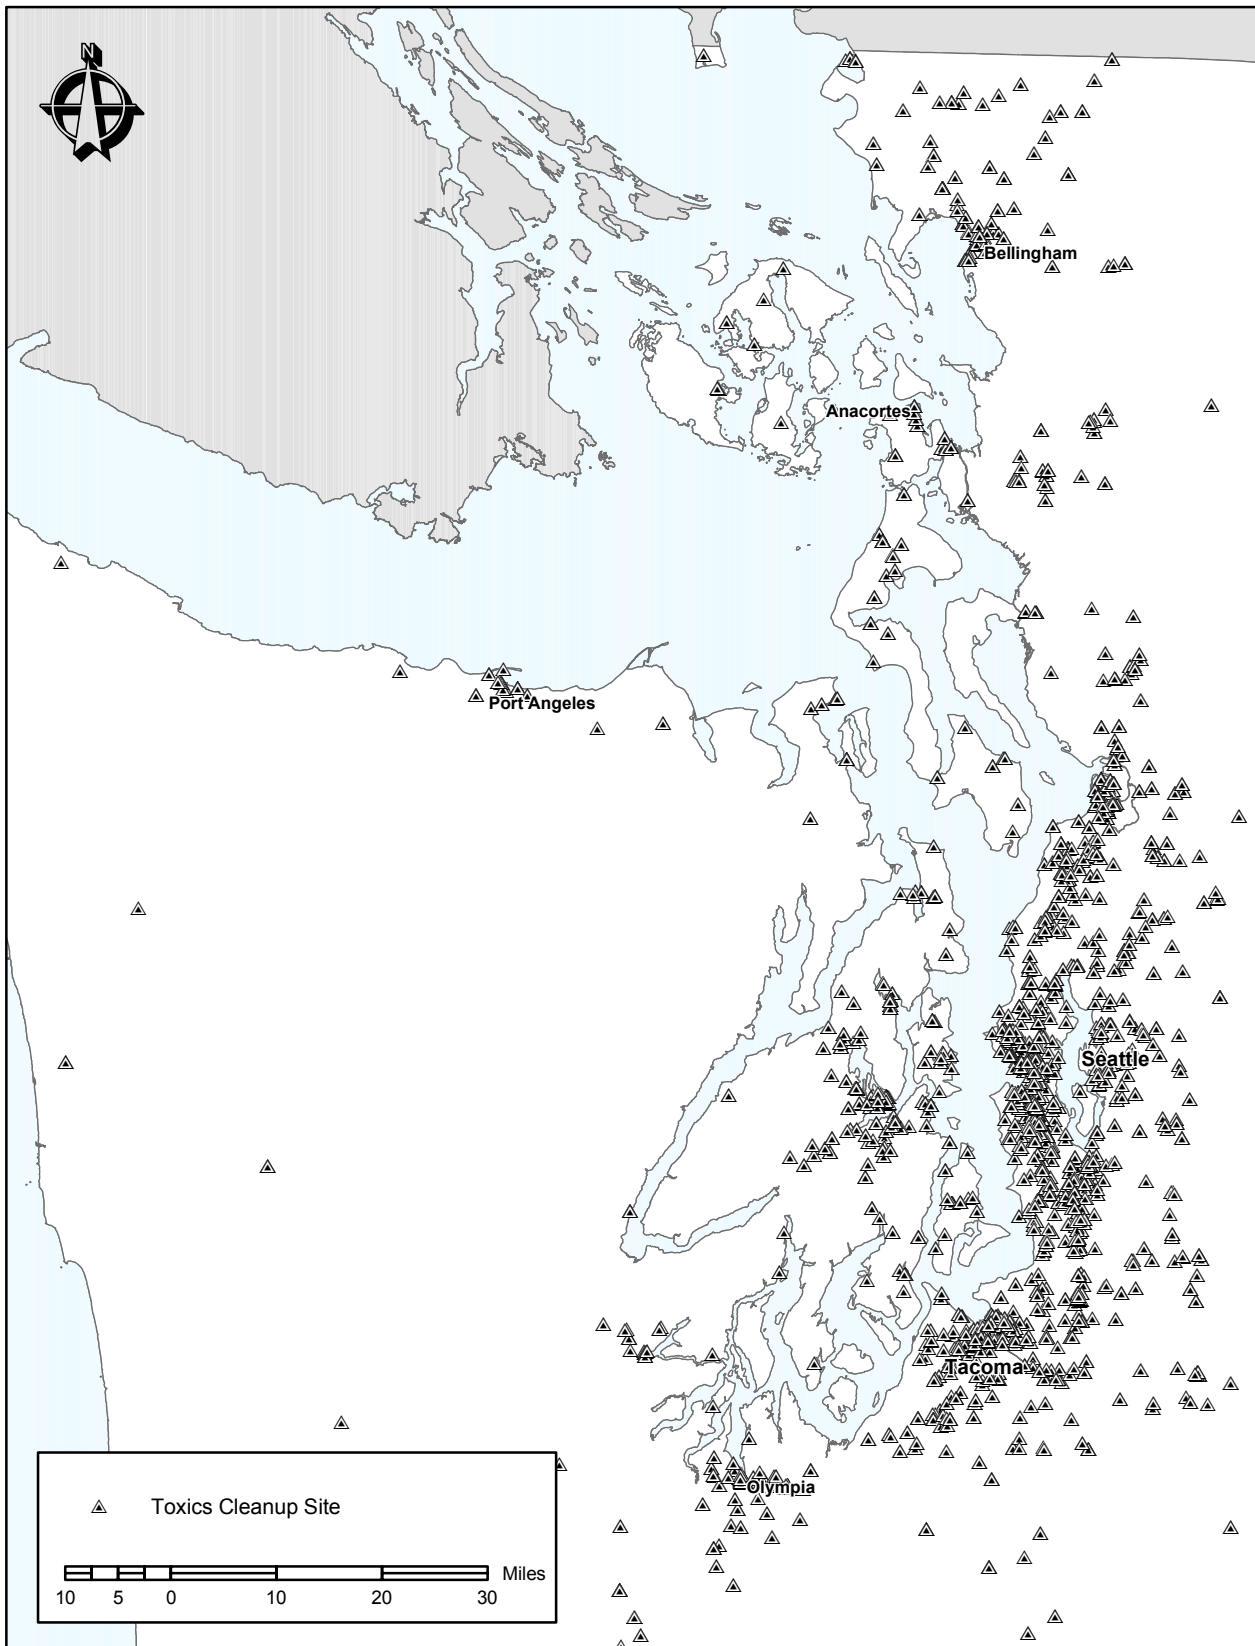 N
Bellingham
Anacortes
Port Angeles
Seattle
Tacoma
Olympia
Toxics Cleanup Site
Miles
10 5 0 10 20 30